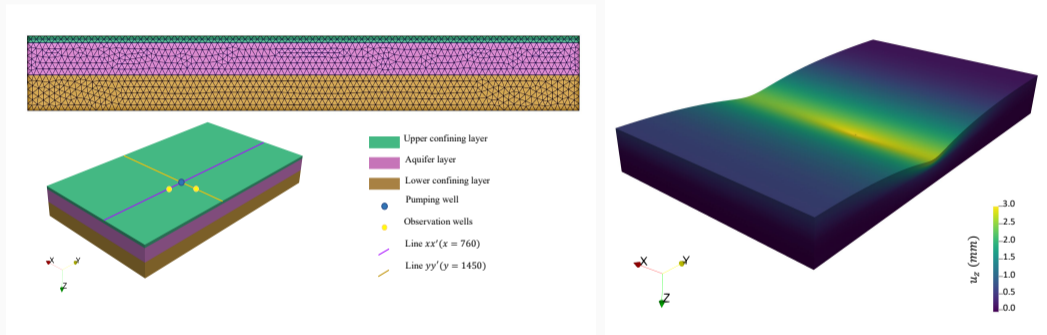 Upper confining layer
Aquifer layer
Lower confining layer
Pumping well
Observation wells
Line xx′(x = 760)
Line yy′(y = 1450)
X
Y
Z
X
Y
Z
u_z (mm)
3.0
2.5
2.0
1.5
1.0
0.5
0.0